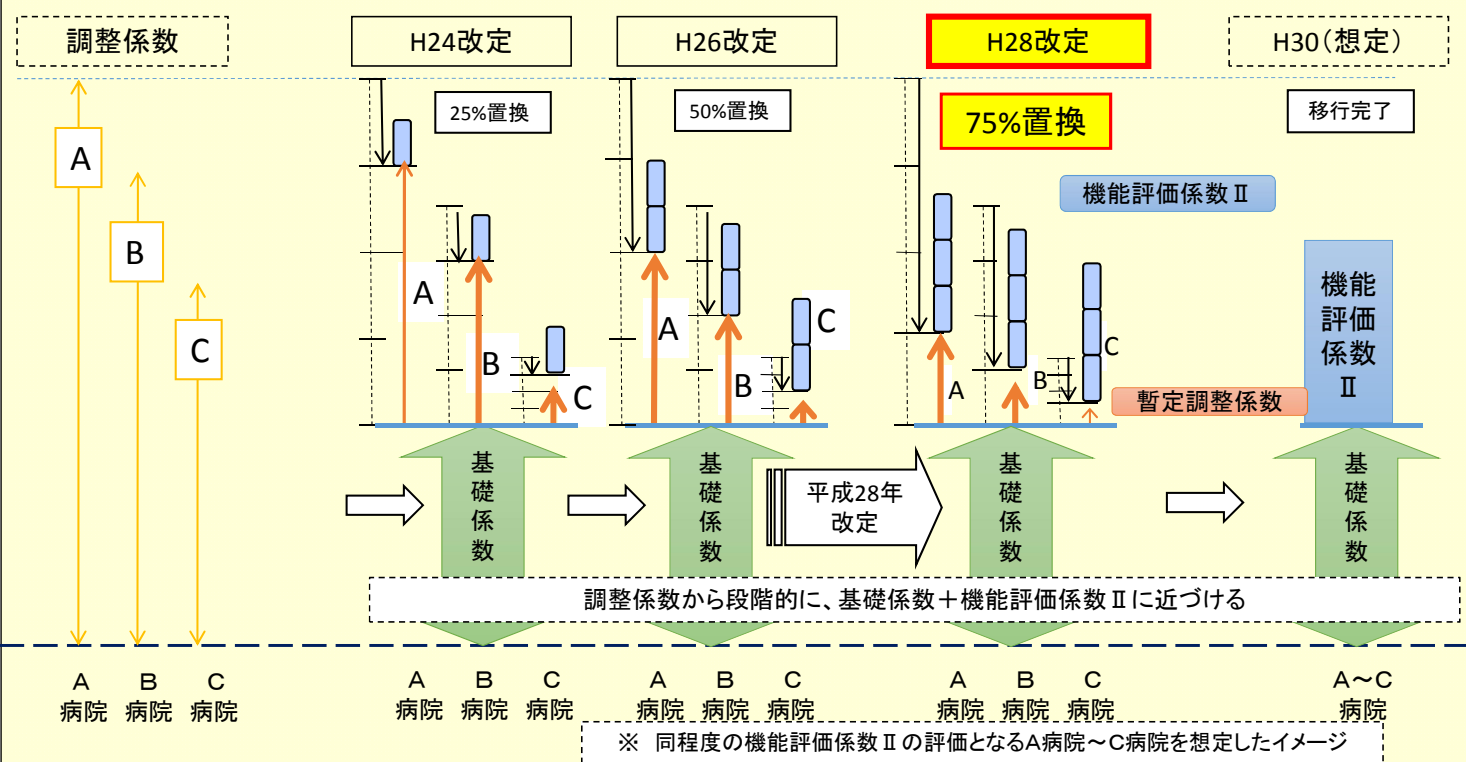 調整係数
H24改定
H26改定
H28改定
H30(想定)
25%置換
50%置換
75%置換
移行完了
機能評価係数Ⅱ
A
B
C
A
B
C
A
B
C
A
B
C
暫定調整係数
機能
評価
係数
Ⅱ
基礎係数
基礎係数
基礎係数
基礎係数
平成28年
改定
調整係数から段階的に、基礎係数+機能評価係数Ⅱに近づける
A B C A B C A B C A B C A~C
病院 病院 病院 病院 病院 病院 病院 病院 病院 病院 病院 病院 病院
※ 同程度の機能評価係数Ⅱの評価となるA病院~C病院を想定したイメージ